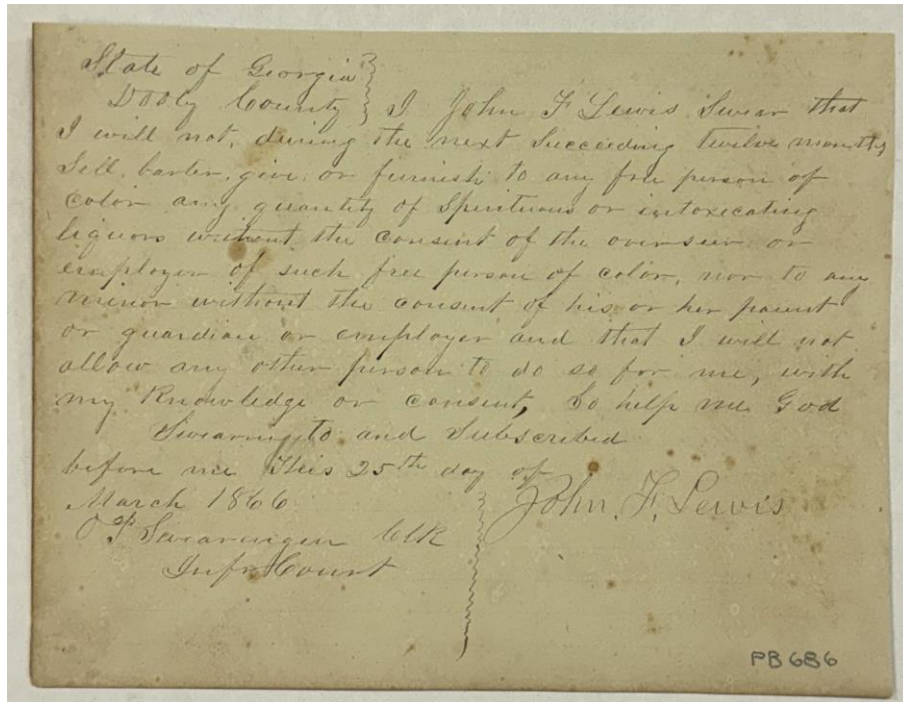 State of Georgia }
Dooly County } I John F Lewis Swear that
I will not, during the next Succeeding twelve months
Sell, barter, give, or furnish to any free person of
color any quantity of Spirituous or intoxicating
liquors without the consent of the overseer or
employer of such free person of color, nor to any
minor without the consent of his or her parent
or guardian or employer and that I will not
allow any other person to do so for me, with
my Knowledge or consent, So help me God
Swearing to and Subscribed
before me This 25th day of
March 1866
John F. Lewis
Swearingen Clk
Infr Court
PB 686